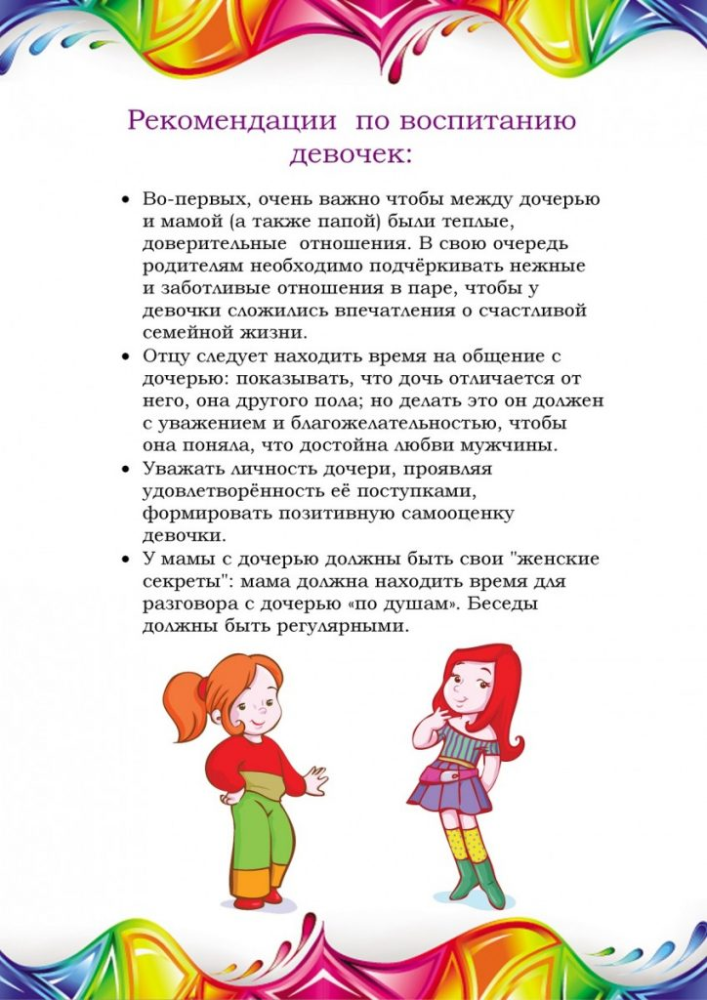 Рекомендации по воспитанию
девочек:
• Во-первых, очень важно чтобы между дочерью
и мамой (а также папой) были теплые,
доверительные отношения. В свою очередь
родителям необходимо подчёркивать нежные
и заботливые отношения в паре, чтобы у
девочки сложились впечатления о счастливой
семейной жизни.
• Отцу следует находить время на общение с
дочерью: показывать, что дочь отличается от
него, она другого пола; но делать это он должен
с уважением и благожелательностью, чтобы
она поняла, что достойна любви мужчины.
• Уважать личность дочери, проявляя
удовлетворённость её поступками,
формировать позитивную самооценку
девочки.
• У мамы с дочерью должны быть свои "женские
секреты": мама должна находить время для
разговора с дочерью «по душам». Беседы
должны быть регулярными.